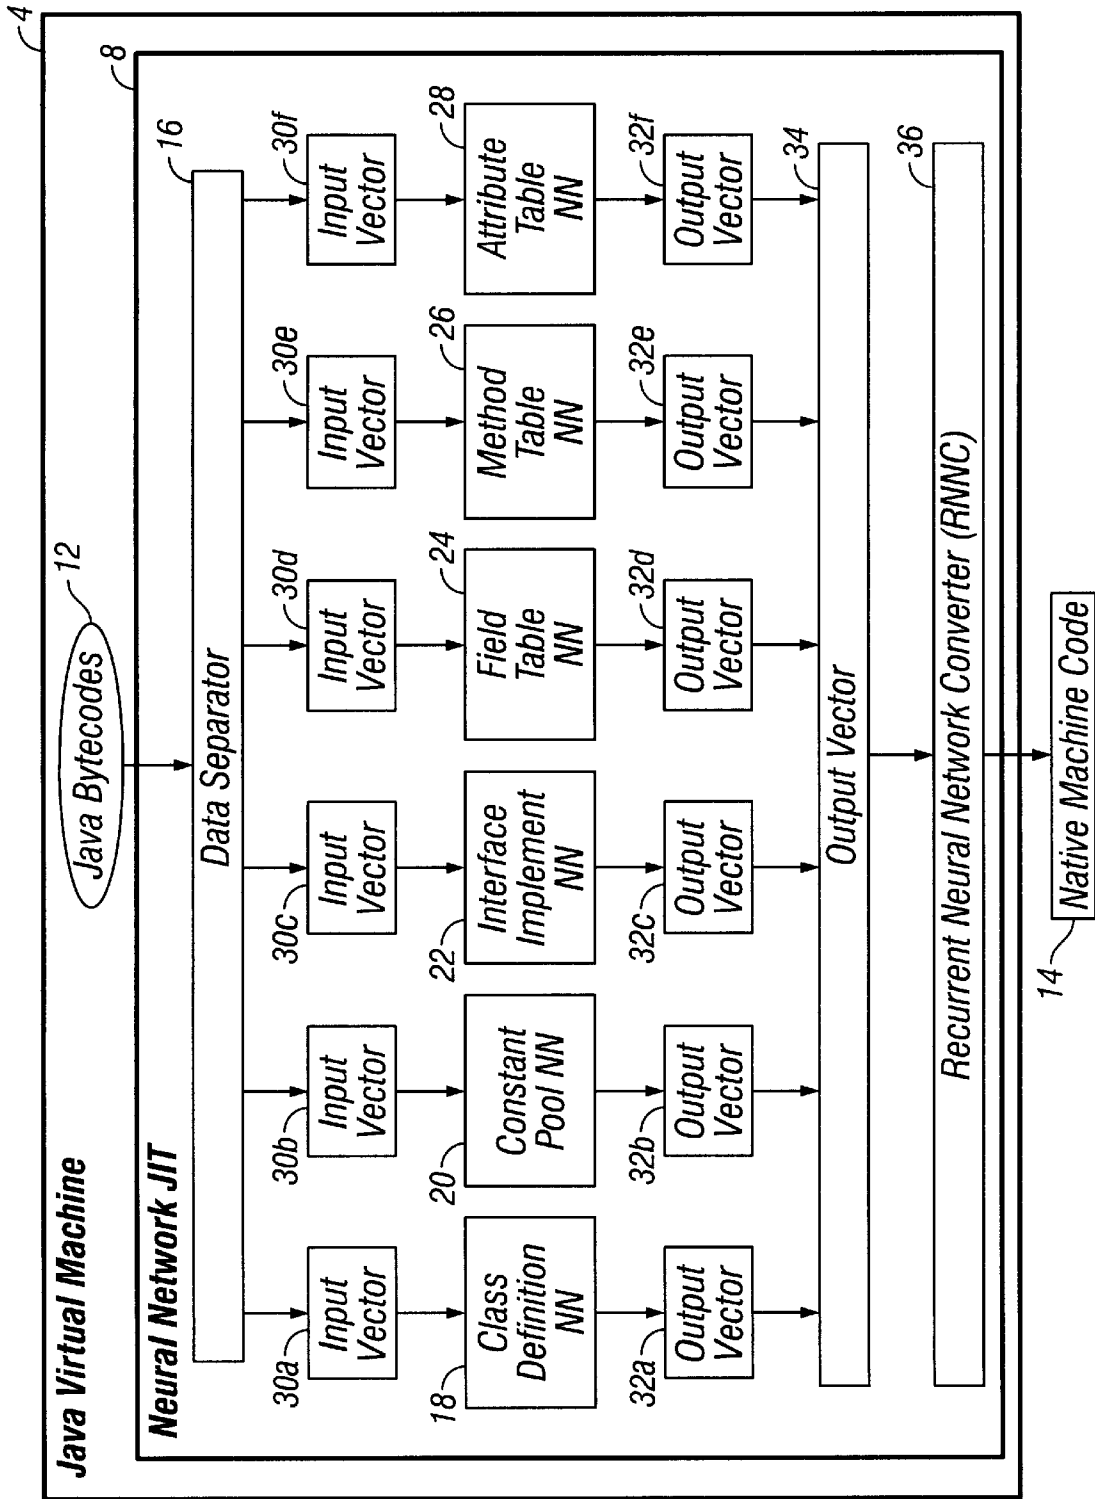 Java Virtual Machine
4
Java Bytecodes
12
Neural Network JIT
8
Data Separator
16
30a
Input
Vector
30b
Input
Vector
30c
Input
Vector
30d
Input
Vector
30e
Input
Vector
30f
Input
Vector
18
Class
Definition
NN
20
Constant
Pool NN
22
Interface
Implement
NN
24
Field
Table
NN
26
Method
Table
NN
28
Attribute
Table
NN
32a
Output
Vector
32b
Output
Vector
32c
Output
Vector
32d
Output
Vector
32e
Output
Vector
32f
Output
Vector
Output Vector
34
Recurrent Neural Network Converter (RNNC)
36
14
Native Machine Code